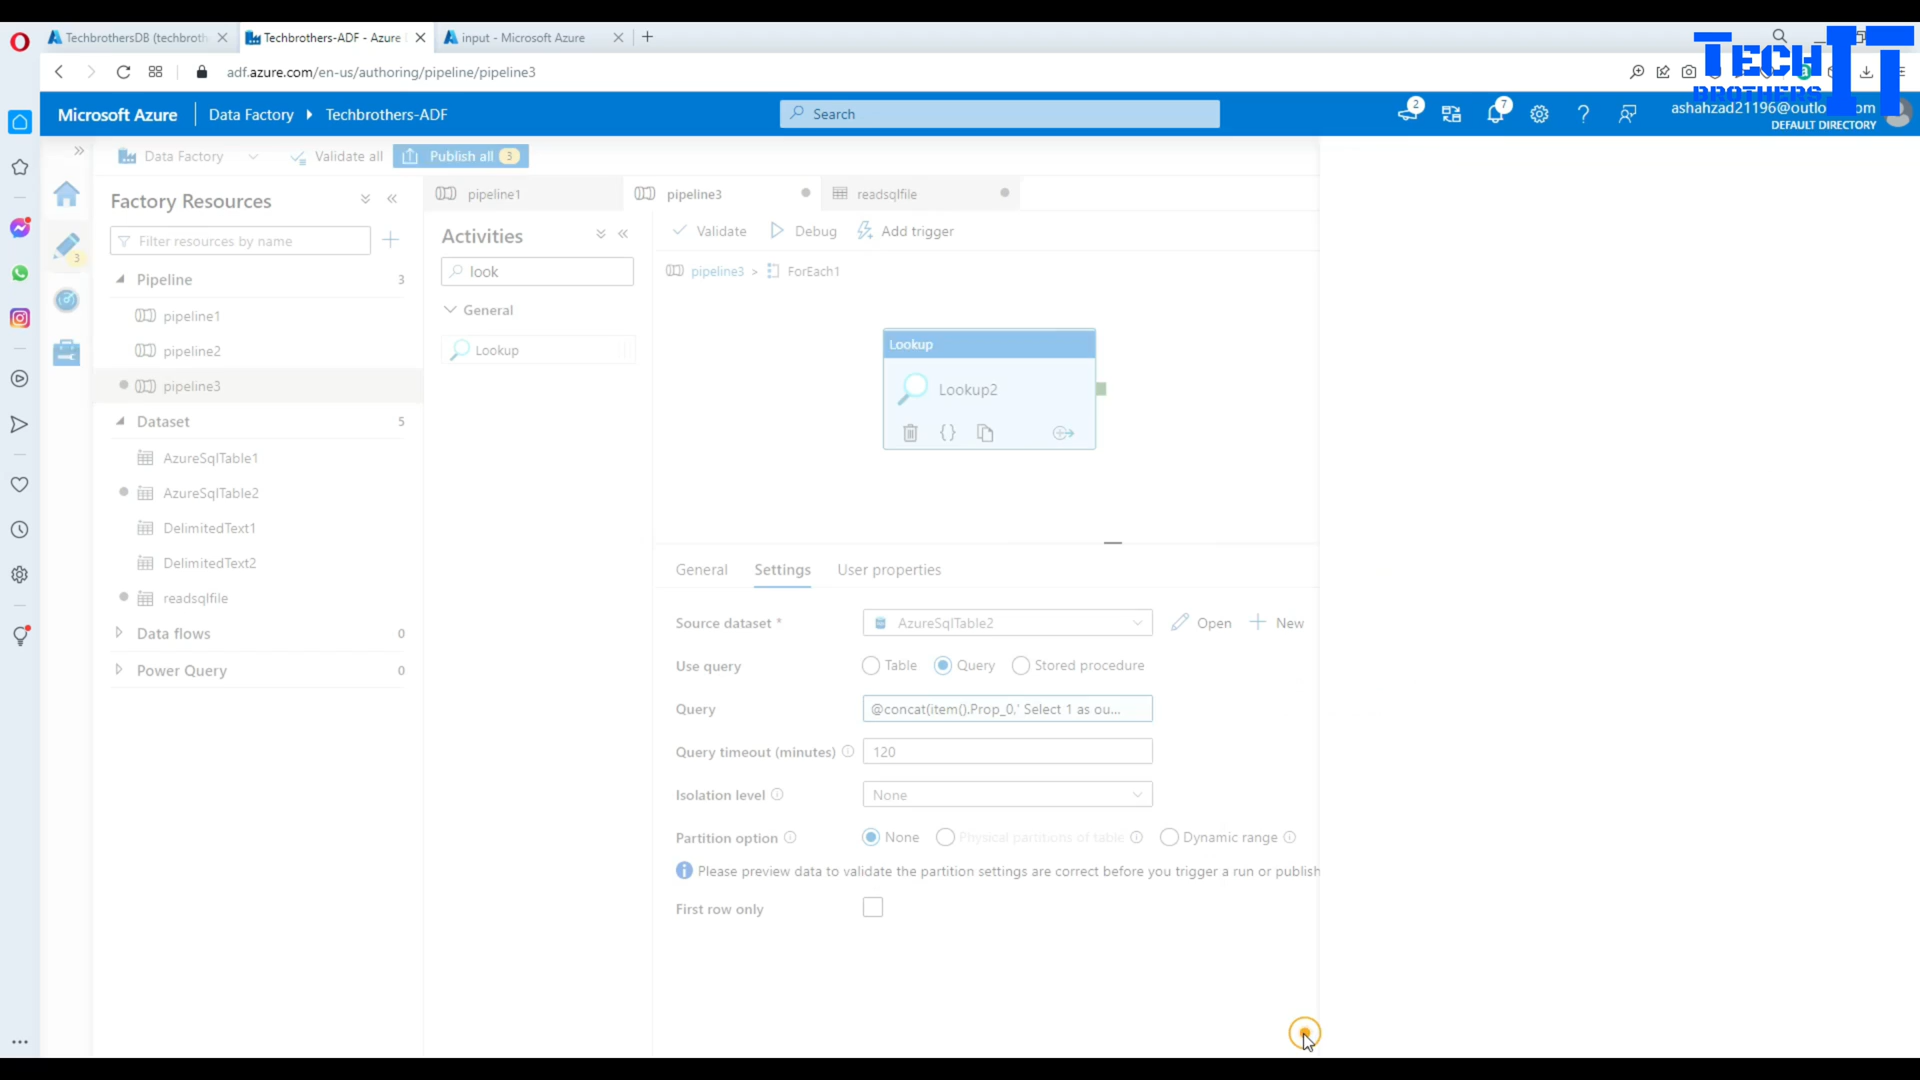 TechbrothersDB (techbroth
Techbrothers-ADF - Azure
input - Microsoft Azure
adf.azure.com/en-us/authoring/pipeline/pipeline3
TECH IT
BROTHERS
Microsoft Azure
Data Factory
Techbrothers-ADF
Search
2
7
ashahzad21196@outlo om
DEFAULT DIRECTORY
Data Factory
Validate all
Publish all 3
Factory Resources
pipeline1
pipeline3
readsqlfile
Filter resources by name
Activities
Validate
Debug
Add trigger
3
look
pipeline3 > ForEach1
Pipeline 3
General
pipeline1
Lookup
pipeline2
pipeline3
Lookup
Lookup2
Dataset 5
AzureSqlTable1
AzureSqlTable2
DelimitedText1
DelimitedText2
readsqlfile
Data flows 0
Power Query 0
General
Settings
User properties
Source dataset *
AzureSqlTable2
Open
New
Use query
Table
Query
Stored procedure
Query
@concat(item().Prop_0,' Select 1 as ou...
Query timeout (minutes)
120
Isolation level
None
Partition option
None
Physical partitions of table
Dynamic range
Please preview data to validate the partition settings are correct before you trigger a run or publish
First row only